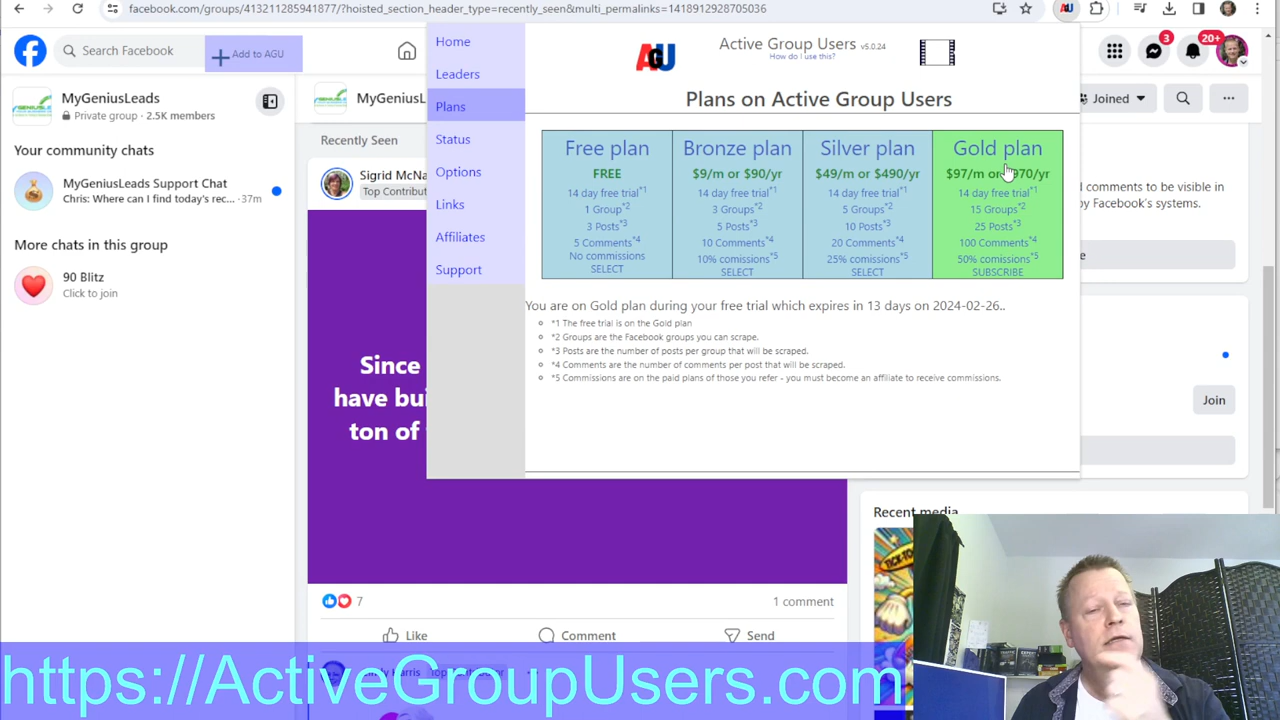 facebook.com/groups/413211285941877/?hoisted_section_header_type=recently_seen&multi_permalinks=1418912928705036
Search Facebook
Add to AGU
3
20+
MyGeniusLeads
Private group · 2.5K members
Your community chats
MyGeniusLeads Support Chat
Chris: Where can I find today's rec... · 37m
More chats in this group
90 Blitz
Click to join
MyGeniusL
Joined
Recently Seen
Sigrid McNa
Top Contribut
Since
have bui
ton of
7
1 comment
Like
Comment
Send
Home
Leaders
Plans
Status
Options
Links
Affiliates
Support
AGU
Active Group Users v5.0.24
How do I use this?
Plans on Active Group Users
Free plan
FREE
14 day free trial*1
1 Group*2
3 Posts*3
5 Comments*4
No commissions
SELECT
Bronze plan
$9/m or $90/yr
14 day free trial*1
3 Groups*2
5 Posts*3
10 Comments*4
10% comissions*5
SELECT
Silver plan
$49/m or $490/yr
14 day free trial*1
5 Groups*2
10 Posts*3
20 Comments*4
25% comissions*5
SELECT
Gold plan
$97/m or $970/yr
14 day free trial*1
15 Groups*2
25 Posts*3
100 Comments*4
50% comissions*5
SUBSCRIBE
You are on Gold plan during your free trial which expires in 13 days on 2024-02-26..
*1 The free trial is on the Gold plan
*2 Groups are the Facebook groups you can scrape.
*3 Posts are the number of posts per group that will be scraped.
*4 Comments are the number of comments per post that will be scraped.
*5 Commissions are on the paid plans of those you refer - you must become an affiliate to receive commissions.
d comments to be visible in
by Facebook's systems.
e
Join
Recent media
https://ActiveGroupUsers.com